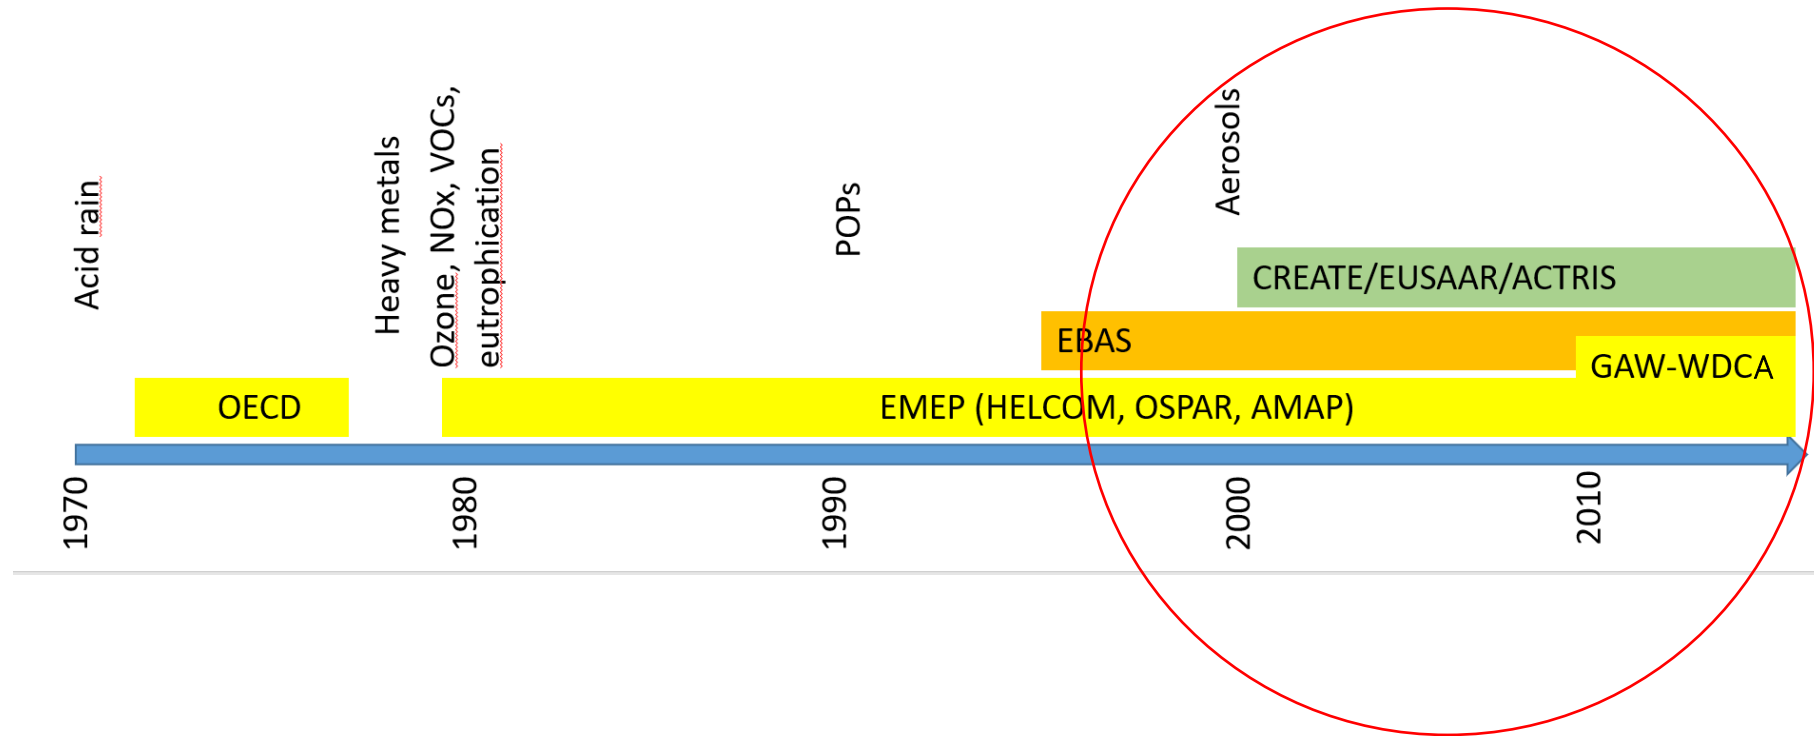 Acid rain
Heavy metals
Ozone, NOx, VOCs,
eutrophication
POPs
Aerosols
CREATE/EUSAAR/ACTRIS
EBAS
GAW-WDCA
OECD
EMEP (HELCOM, OSPAR, AMAP)
1970
1980
1990
2000
2010